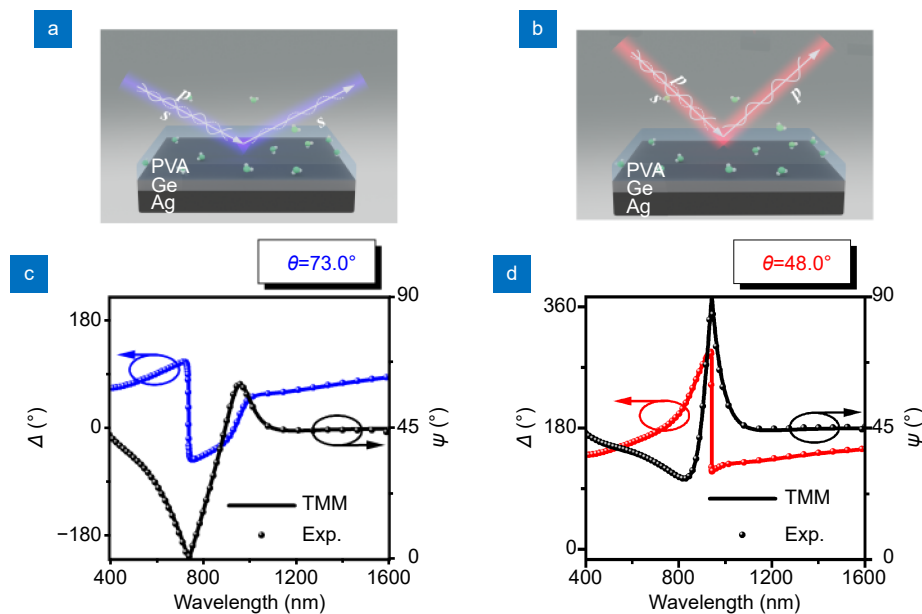 a
p
s
s
PVA
Ge
Ag
b
p
s
p
PVA
Ge
Ag
c
θ=73.0°
180
0
−180
Δ (°)
90
45
0
ψ (°)
TMM
Exp.
400
800
1200
1600
Wavelength (nm)
d
θ=48.0°
360
180
0
Δ (°)
90
45
0
ψ (°)
TMM
Exp.
400
800
1200
1600
Wavelength (nm)